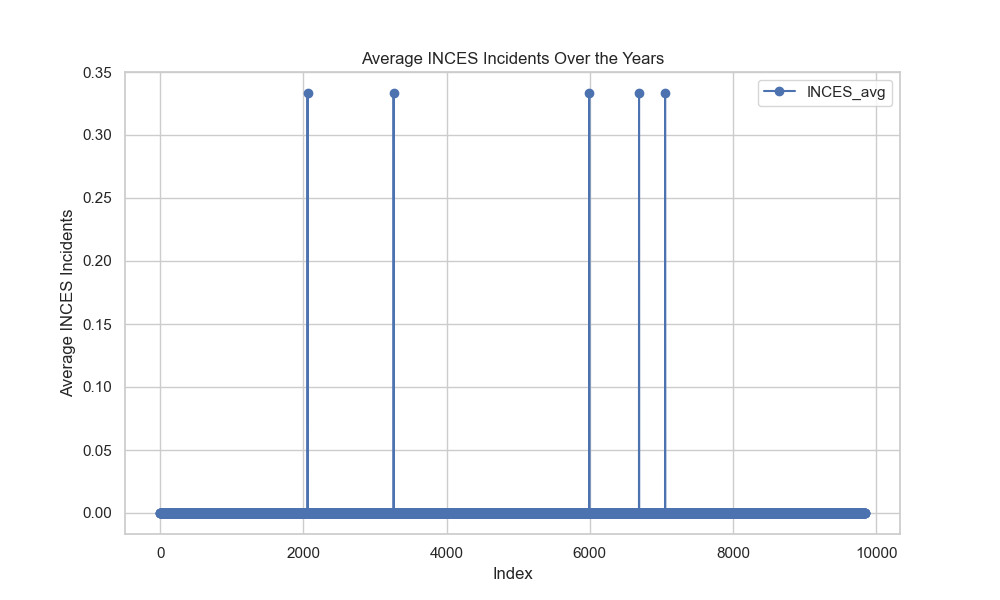 Average INCES Incidents Over the Years
INCES_avg
Average INCES Incidents
0.35
0.30
0.25
0.20
0.15
0.10
0.05
0.00
0 2000 4000 6000 8000 10000
Index